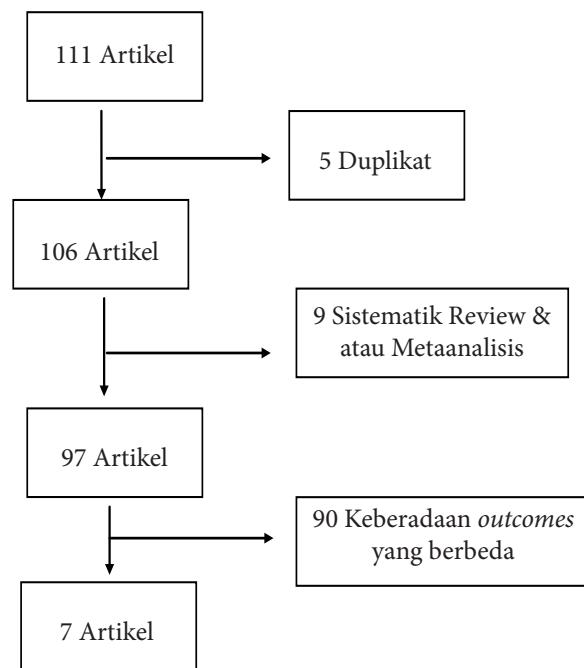 111 Artikel
5 Duplikat
106 Artikel
9 Sistematik Review &
atau Metaanalisis
97 Artikel
90 Keberadaan outcomes
yang berbeda
7 Artikel